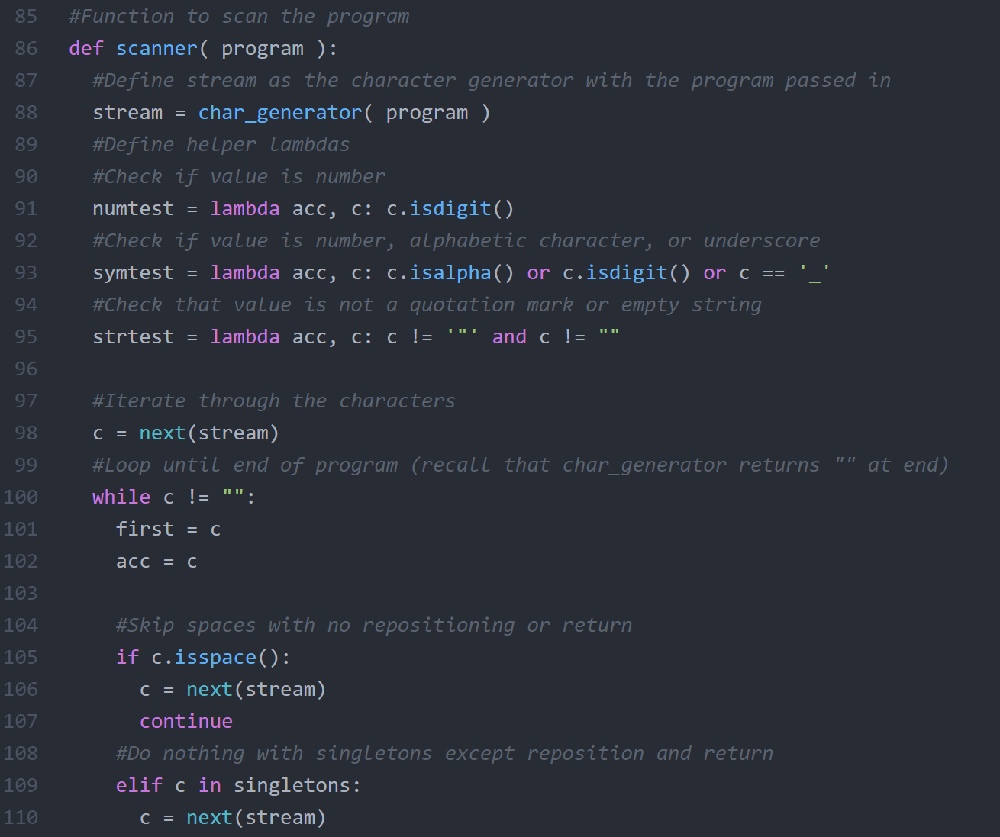 85 #Function to scan the program
86 def scanner( program ):
87 #Define stream as the character generator with the program passed in
88 stream = char_generator( program )
89 #Define helper lambdas
90 #Check if value is number
91 numtest = lambda acc, c: c.isdigit()
92 #Check if value is number, alphabetic character, or underscore
93 symtest = lambda acc, c: c.isalpha() or c.isdigit() or c == '_'
94 #Check that value is not a quotation mark or empty string
95 strtest = lambda acc, c: c != '"' and c != ""
96
97 #Iterate through the characters
98 c = next(stream)
99 #Loop until end of program (recall that char_generator returns "" at end)
100 while c != "":
101 first = c
102 acc = c
103
104 #Skip spaces with no repositioning or return
105 if c.isspace():
106 c = next(stream)
107 continue
108 #Do nothing with singletons except reposition and return
109 elif c in singletons:
110 c = next(stream)